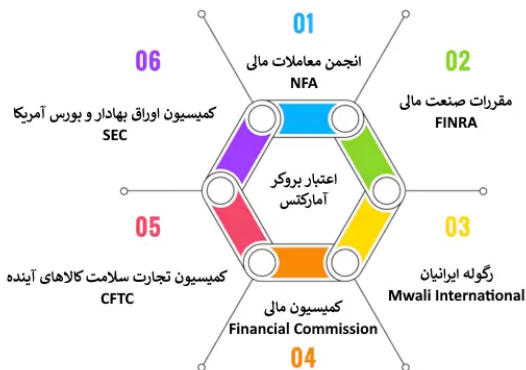 01
انجمن معاملات مالی
NFA
02
مقررات صنعت مالی
FINRA
03
رگوله ایرانیان
Mwali International
04
کمیسیون مالی
Financial Commission
05
کمیسیون تجارت سلامت کالاهای آینده
CFTC
06
کمیسیون اوراق بهادار و بورس آمریکا
SEC
اعتبار بروکر
آمارکتس